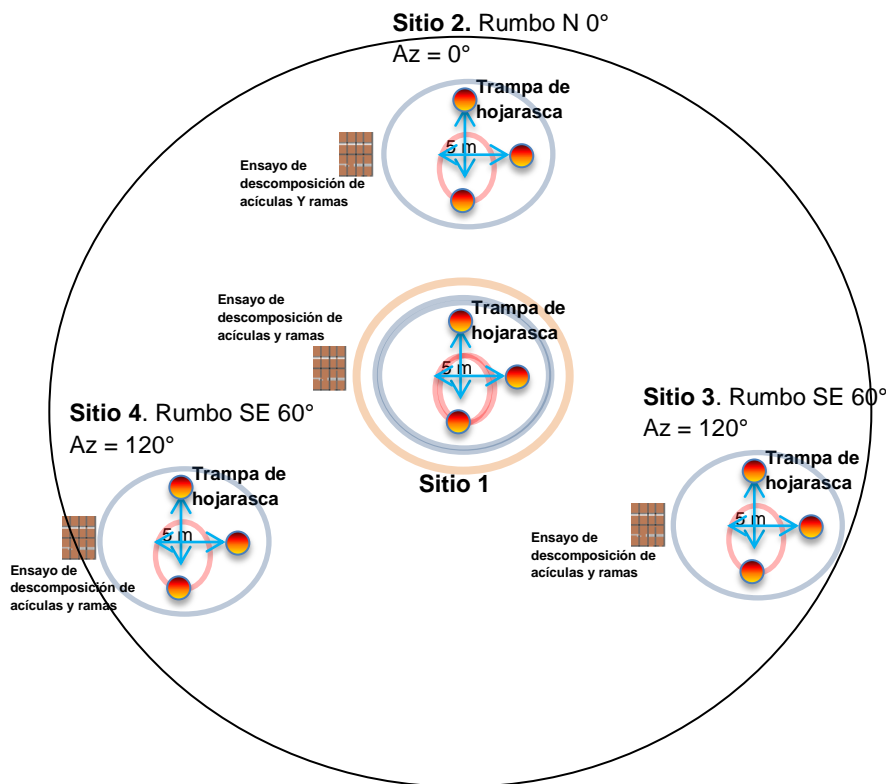 Sitio 2. Rumbo N 0°
Az = 0°
Trampa de
hojarasca
5 m
Ensayo de
descomposición de
acículas Y ramas
Ensayo de
descomposición de
acículas y ramas
Trampa de
hojarasca
5 m
Sitio 1
Sitio 4. Rumbo SE 60°
Az = 120°
Trampa de
hojarasca
5 m
Ensayo de
descomposición de
acículas y ramas
Sitio 3. Rumbo SE 60°
Az = 120°
Trampa de
hojarasca
5 m
Ensayo de
descomposición de
acículas y ramas